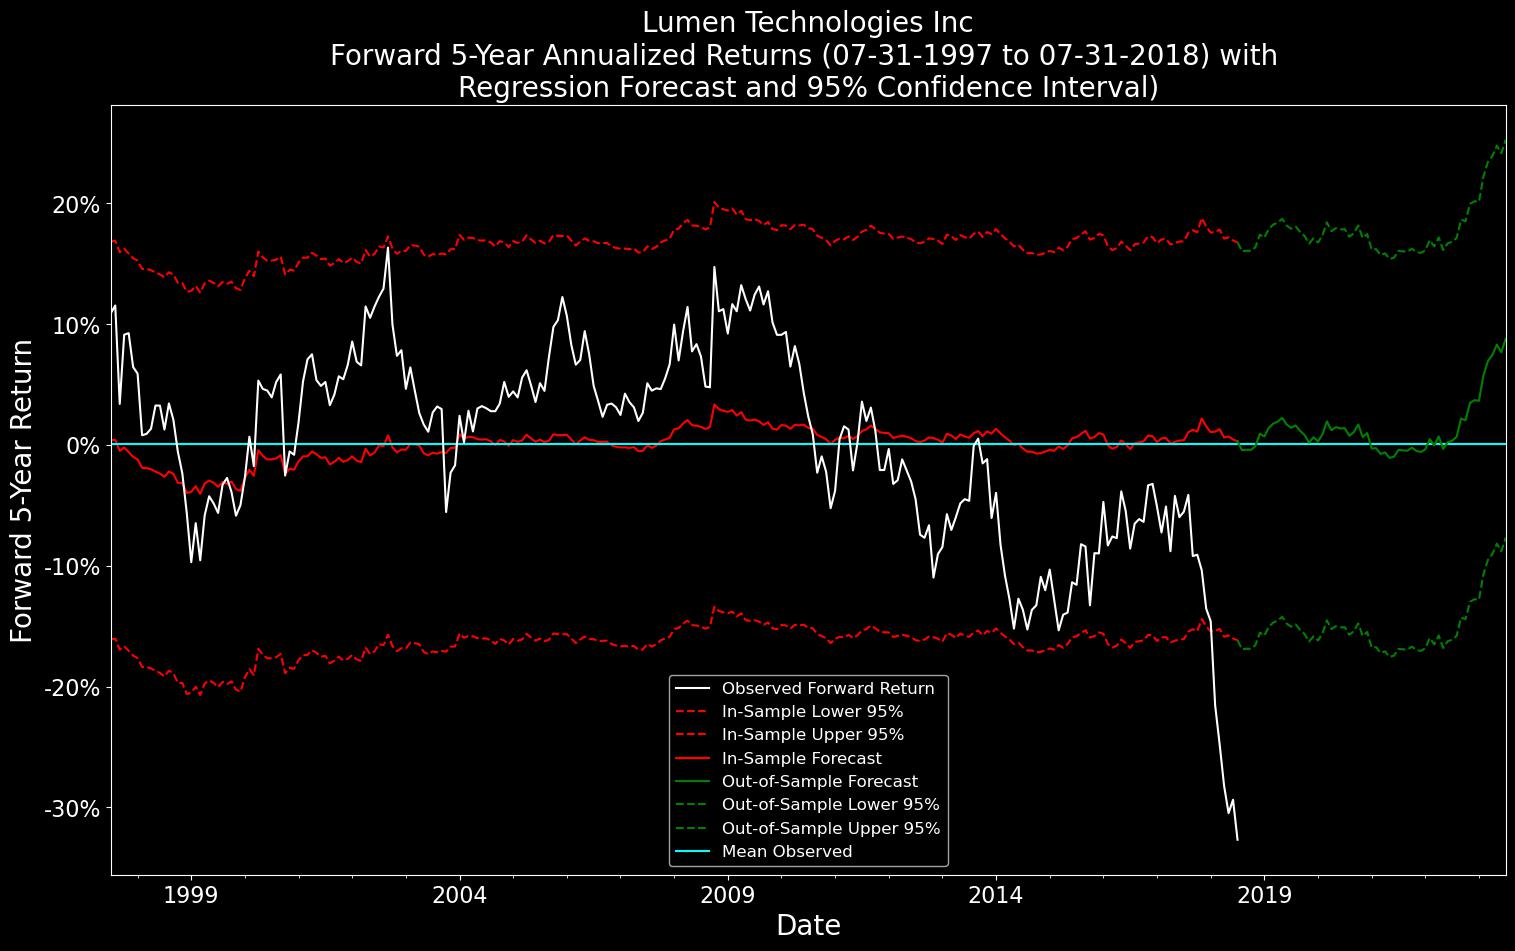 Lumen Technologies Inc
Forward 5-Year Annualized Returns (07-31-1997 to 07-31-2018) with
Regression Forecast and 95% Confidence Interval)
Forward 5-Year Return
20%
10%
0%
-10%
-20%
-30%
Observed Forward Return
In-Sample Lower 95%
In-Sample Upper 95%
In-Sample Forecast
Out-of-Sample Forecast
Out-of-Sample Lower 95%
Out-of-Sample Upper 95%
Mean Observed
1999
2004
2009
2014
2019
Date